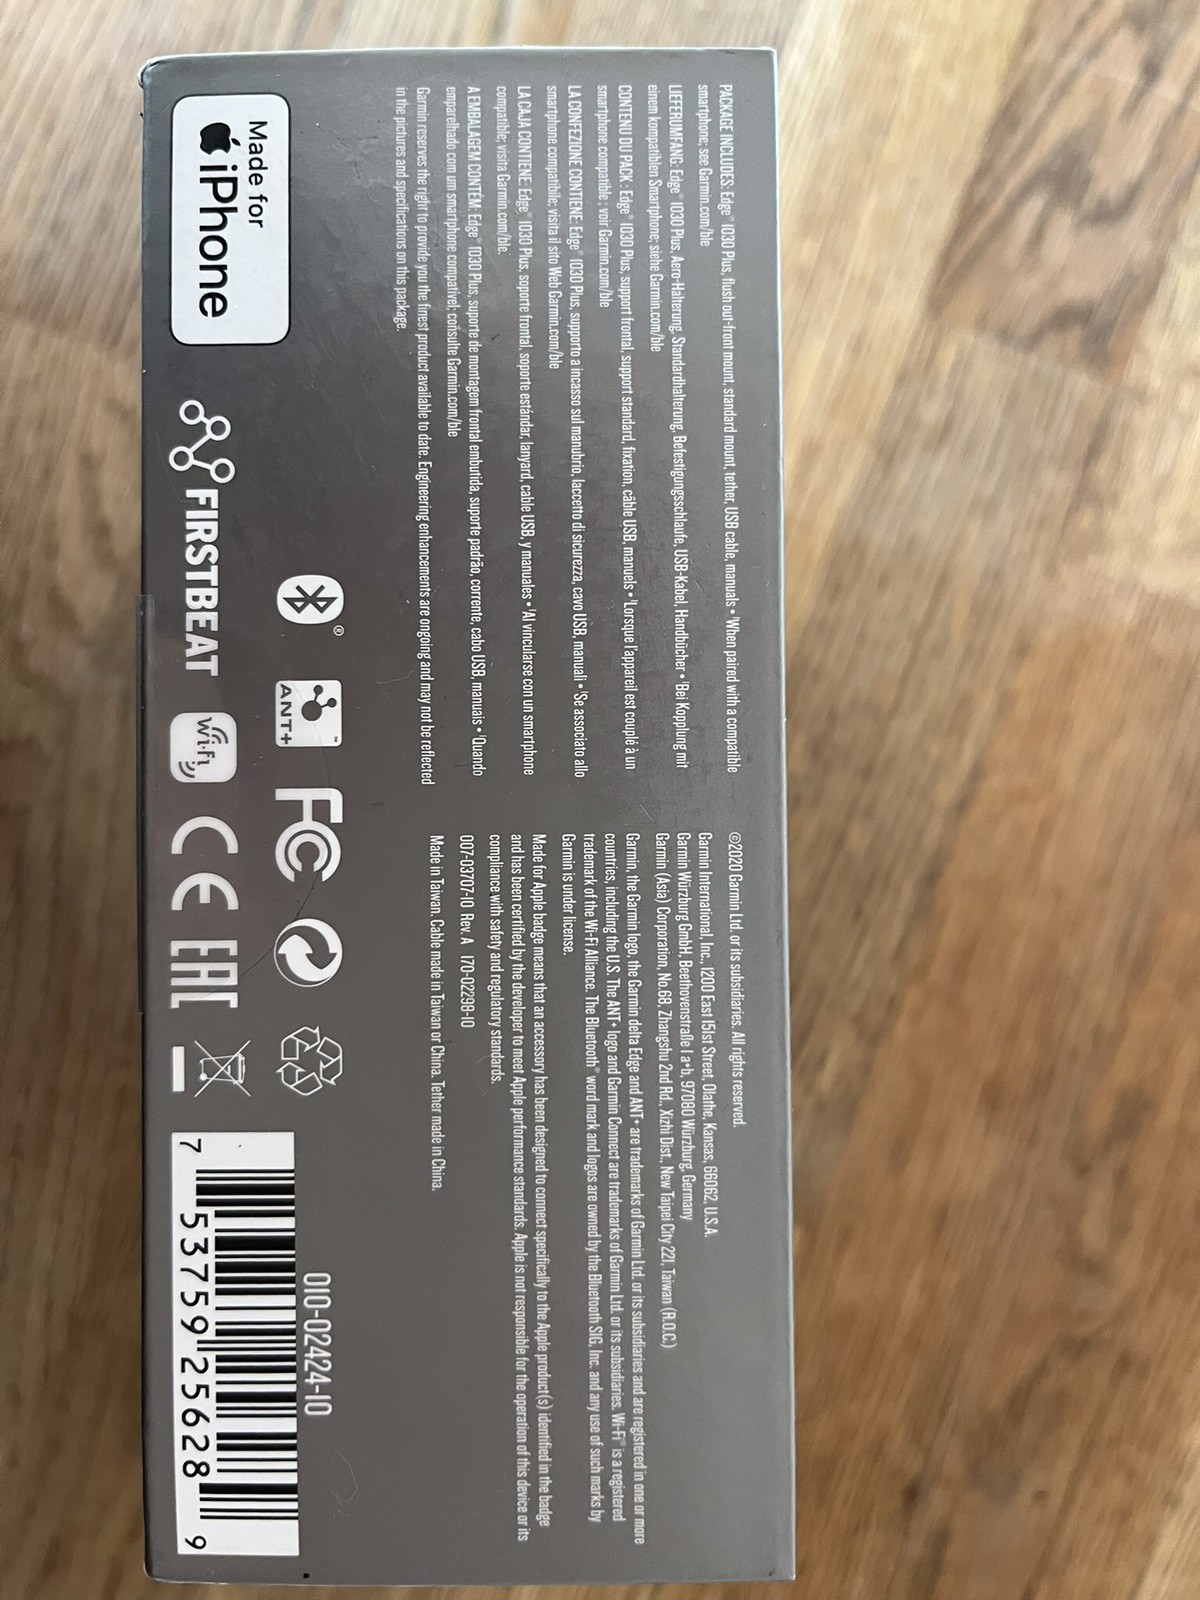 PACKAGE INCLUDES: Edge® 1030 Plus, flush out-front mount, standard mount, tether, USB cable, manuals • ¹When paired with a compatible
smartphone; see Garmin.com/ble
LIEFERUMFANG: Edge® 1030 Plus, Aero-Halterung, Standardhalterung, Befestigungsschlaufe, USB-Kabel, Handbücher • ¹Bei Kopplung mit
einem kompatiblen Smartphone; siehe Garmin.com/ble
CONTENU DU PACK : Edge® 1030 Plus, support frontal, support standard, fixation, câble USB, manuels • ¹Lorsque l'appareil est couplé à un
smartphone compatible ; voir Garmin.com/ble
LA CONFEZIONE CONTIENE: Edge® 1030 Plus, supporto a incasso sul manubrio, laccetto di sicurezza, cavo USB, manuali • ¹Se associato allo
smartphone compatibile; visita il sito Web Garmin.com/ble
LA CAJA CONTIENE: Edge® 1030 Plus, soporte frontal, soporte estándar, lanyard, cable USB, y manuales • ¹Al vincularse con un smartphone
compatible; visita Garmin.com/ble.
A EMBALAGEM CONTÉM: Edge® 1030 Plus, suporte de montagem frontal embutida, suporte padrão, corrente, cabo USB, manuais • ¹Quando
emparelhado com um smartphone compatível; consulte Garmin.com/ble
Garmin reserves the right to provide you the finest product available to date. Engineering enhancements are ongoing and may not be reflected
in the pictures and specifications on this package.
©2020 Garmin Ltd. or its subsidiaries. All rights reserved.
Garmin International, Inc., 1200 East 151st Street, Olathe, Kansas, 66062, U.S.A.
Garmin Würzburg GmbH, Beethovenstraße 1 a+b, 97080 Würzburg, Germany
Garmin (Asia) Corporation, No.68, Zhangshu 2nd Rd., Xizhi Dist., New Taipei City 221, Taiwan (R.O.C.)
Garmin, the Garmin logo, the Garmin delta Edge and ANT+ are trademarks of Garmin Ltd. or its subsidiaries and are registered in one or more
countries, including the U.S. The ANT+ logo and Garmin Connect are trademarks of Garmin Ltd. or its subsidiaries. Wi-Fi® is a registered
trademark of the Wi-Fi Alliance. The Bluetooth® word mark and logos are owned by the Bluetooth SIG, Inc. and any use of such marks by
Garmin is under license.
Made for Apple badge means that an accessory has been designed to connect specifically to the Apple product(s) identified in the badge
and has been certified by the developer to meet Apple performance standards. Apple is not responsible for the operation of this device or its
compliance with safety and regulatory standards.
007-03707-10 Rev. A 170-02298-10
Made in Taiwan. Cable made in Taiwan or China. Tether made in China.
Made for
iPhone
® ANT+™ FC
FIRSTBEAT Wi-Fi CE EAC
010-02424-10
7 53759 25628 9